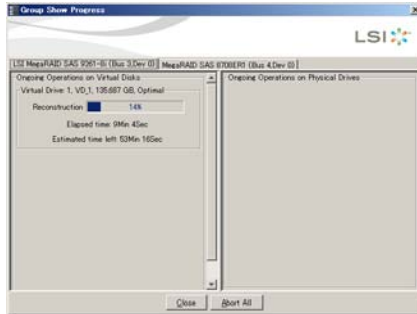 Group Show Progress
LSI
LSI MegaRAID SAS 9261-8i (Bus 3,Dev 0)
MegaRAID SAS 8708ER1 (Bus 4,Dev 0)
Ongoing Operations on Virtual Disks
Ongoing Operations on Physical Drives
Virtual Drive: 1, VD_1, 135.687 GB, Optimal
Reconstruction 14%
Elapsed time: 9Min 4Sec
Estimated time left: 53Min 16Sec
Close
Abort All